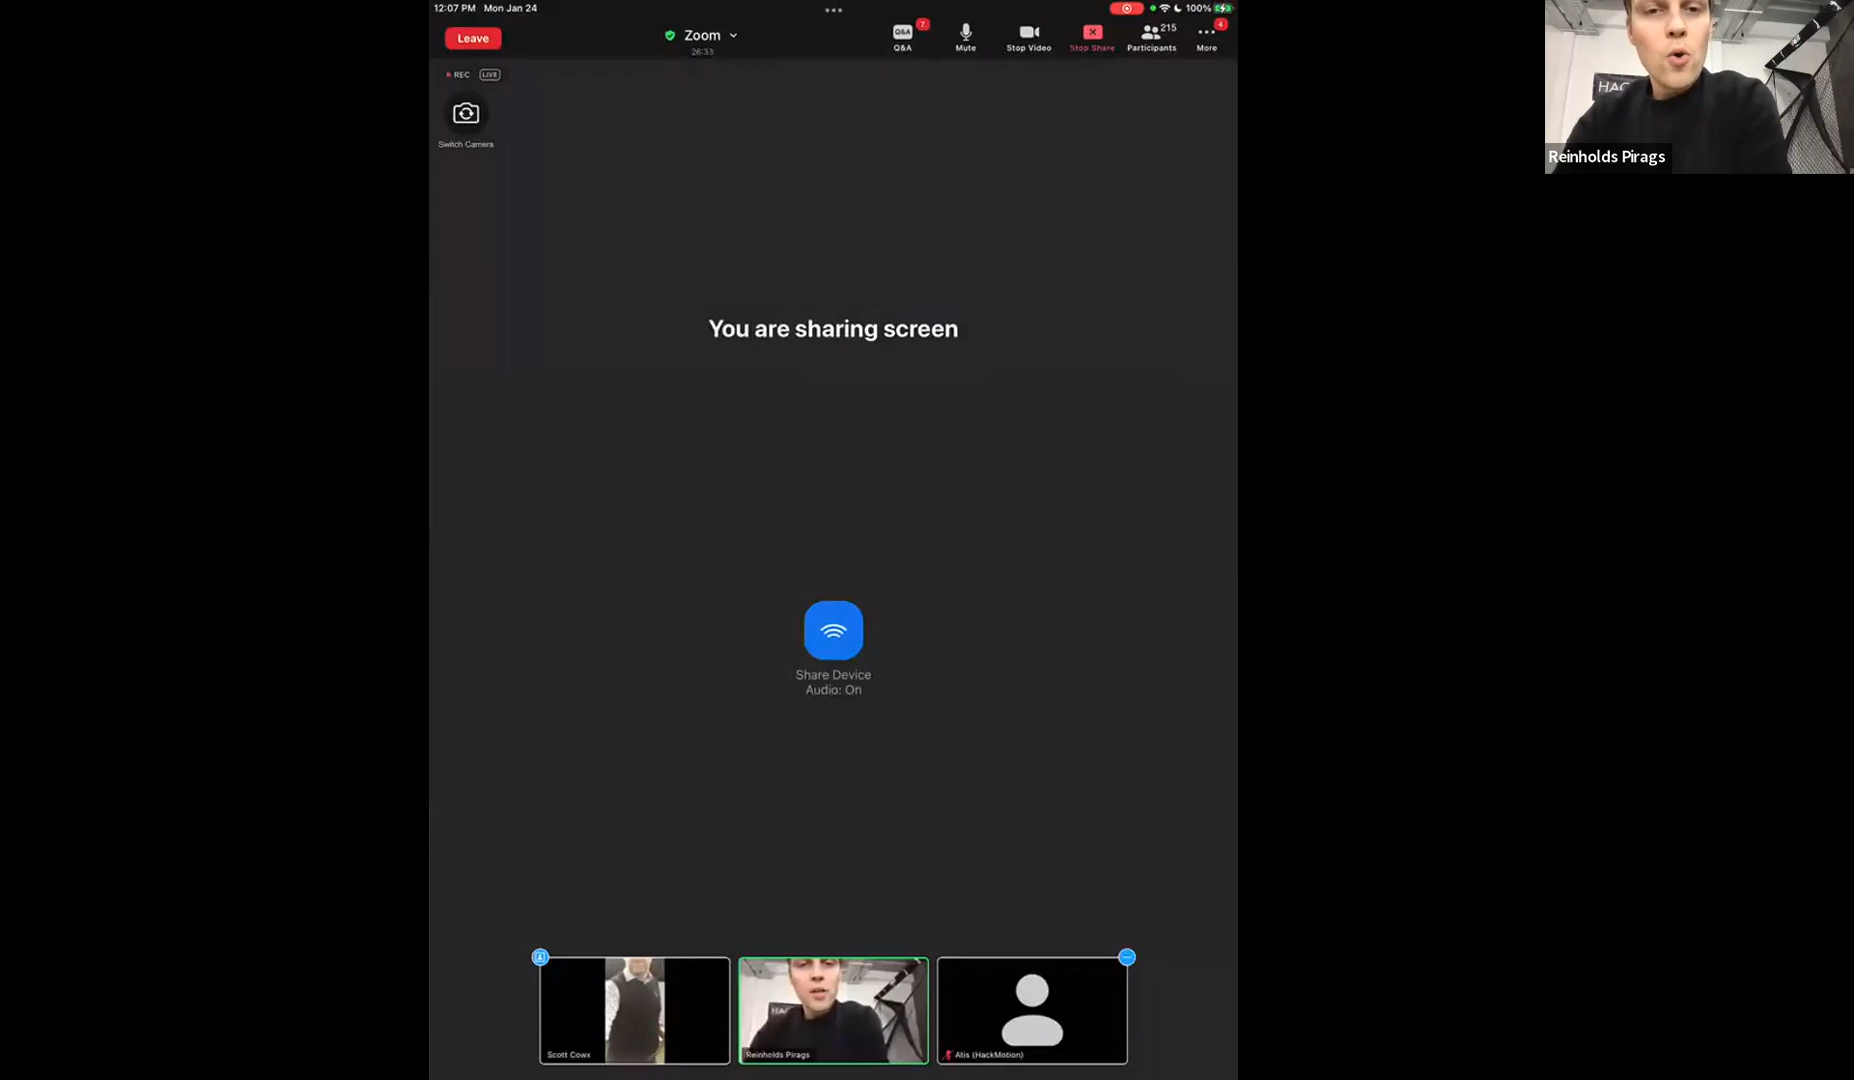 12:07 PM Mon Jan 24
100%
Leave
Zoom
26:33
7
Q&A
Q&A
Mute
Stop Video
Stop Share
215
Participants
4
More
REC LIVE
Switch Camera
HAC
Reinholds Pirags
You are sharing screen
Share Device
Audio: On
Scott Cowx
HA
Reinholds Pirags
Atis (HackMotion)